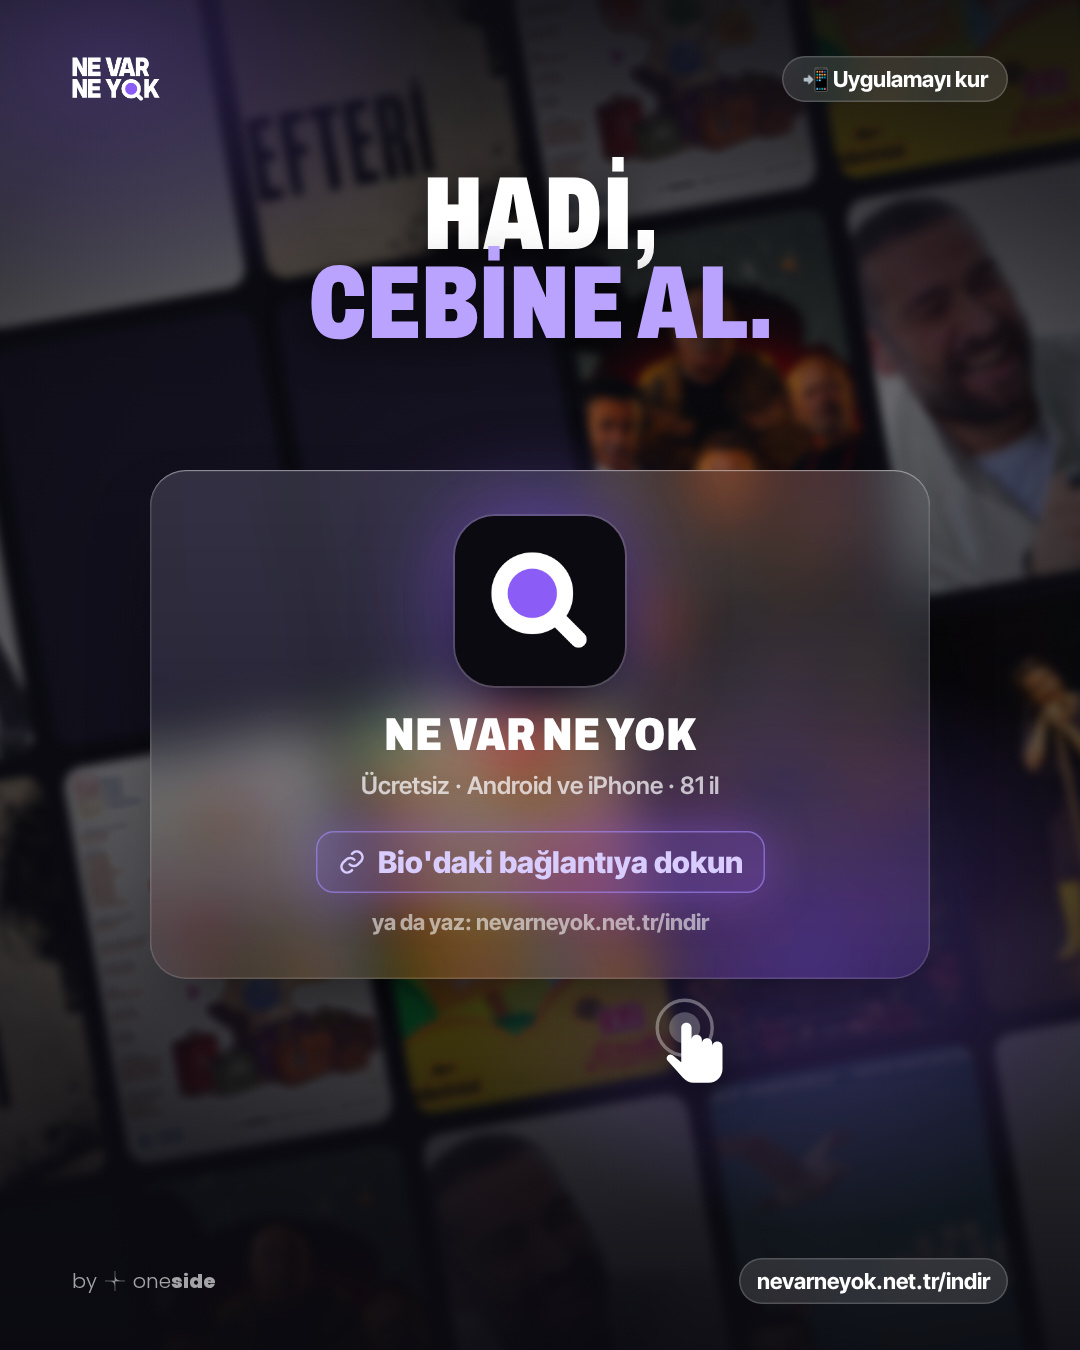 NE VAR
NE YOK
📲 Uygulamayı kur
EFTERİ
HADİ,
CEBİNE AL.
NE VAR NE YOK
Ücretsiz · Android ve iPhone · 81 il
Bio'daki bağlantıya dokun
ya da yaz: nevarneyok.net.tr/indir
by oneside
nevarneyok.net.tr/indir